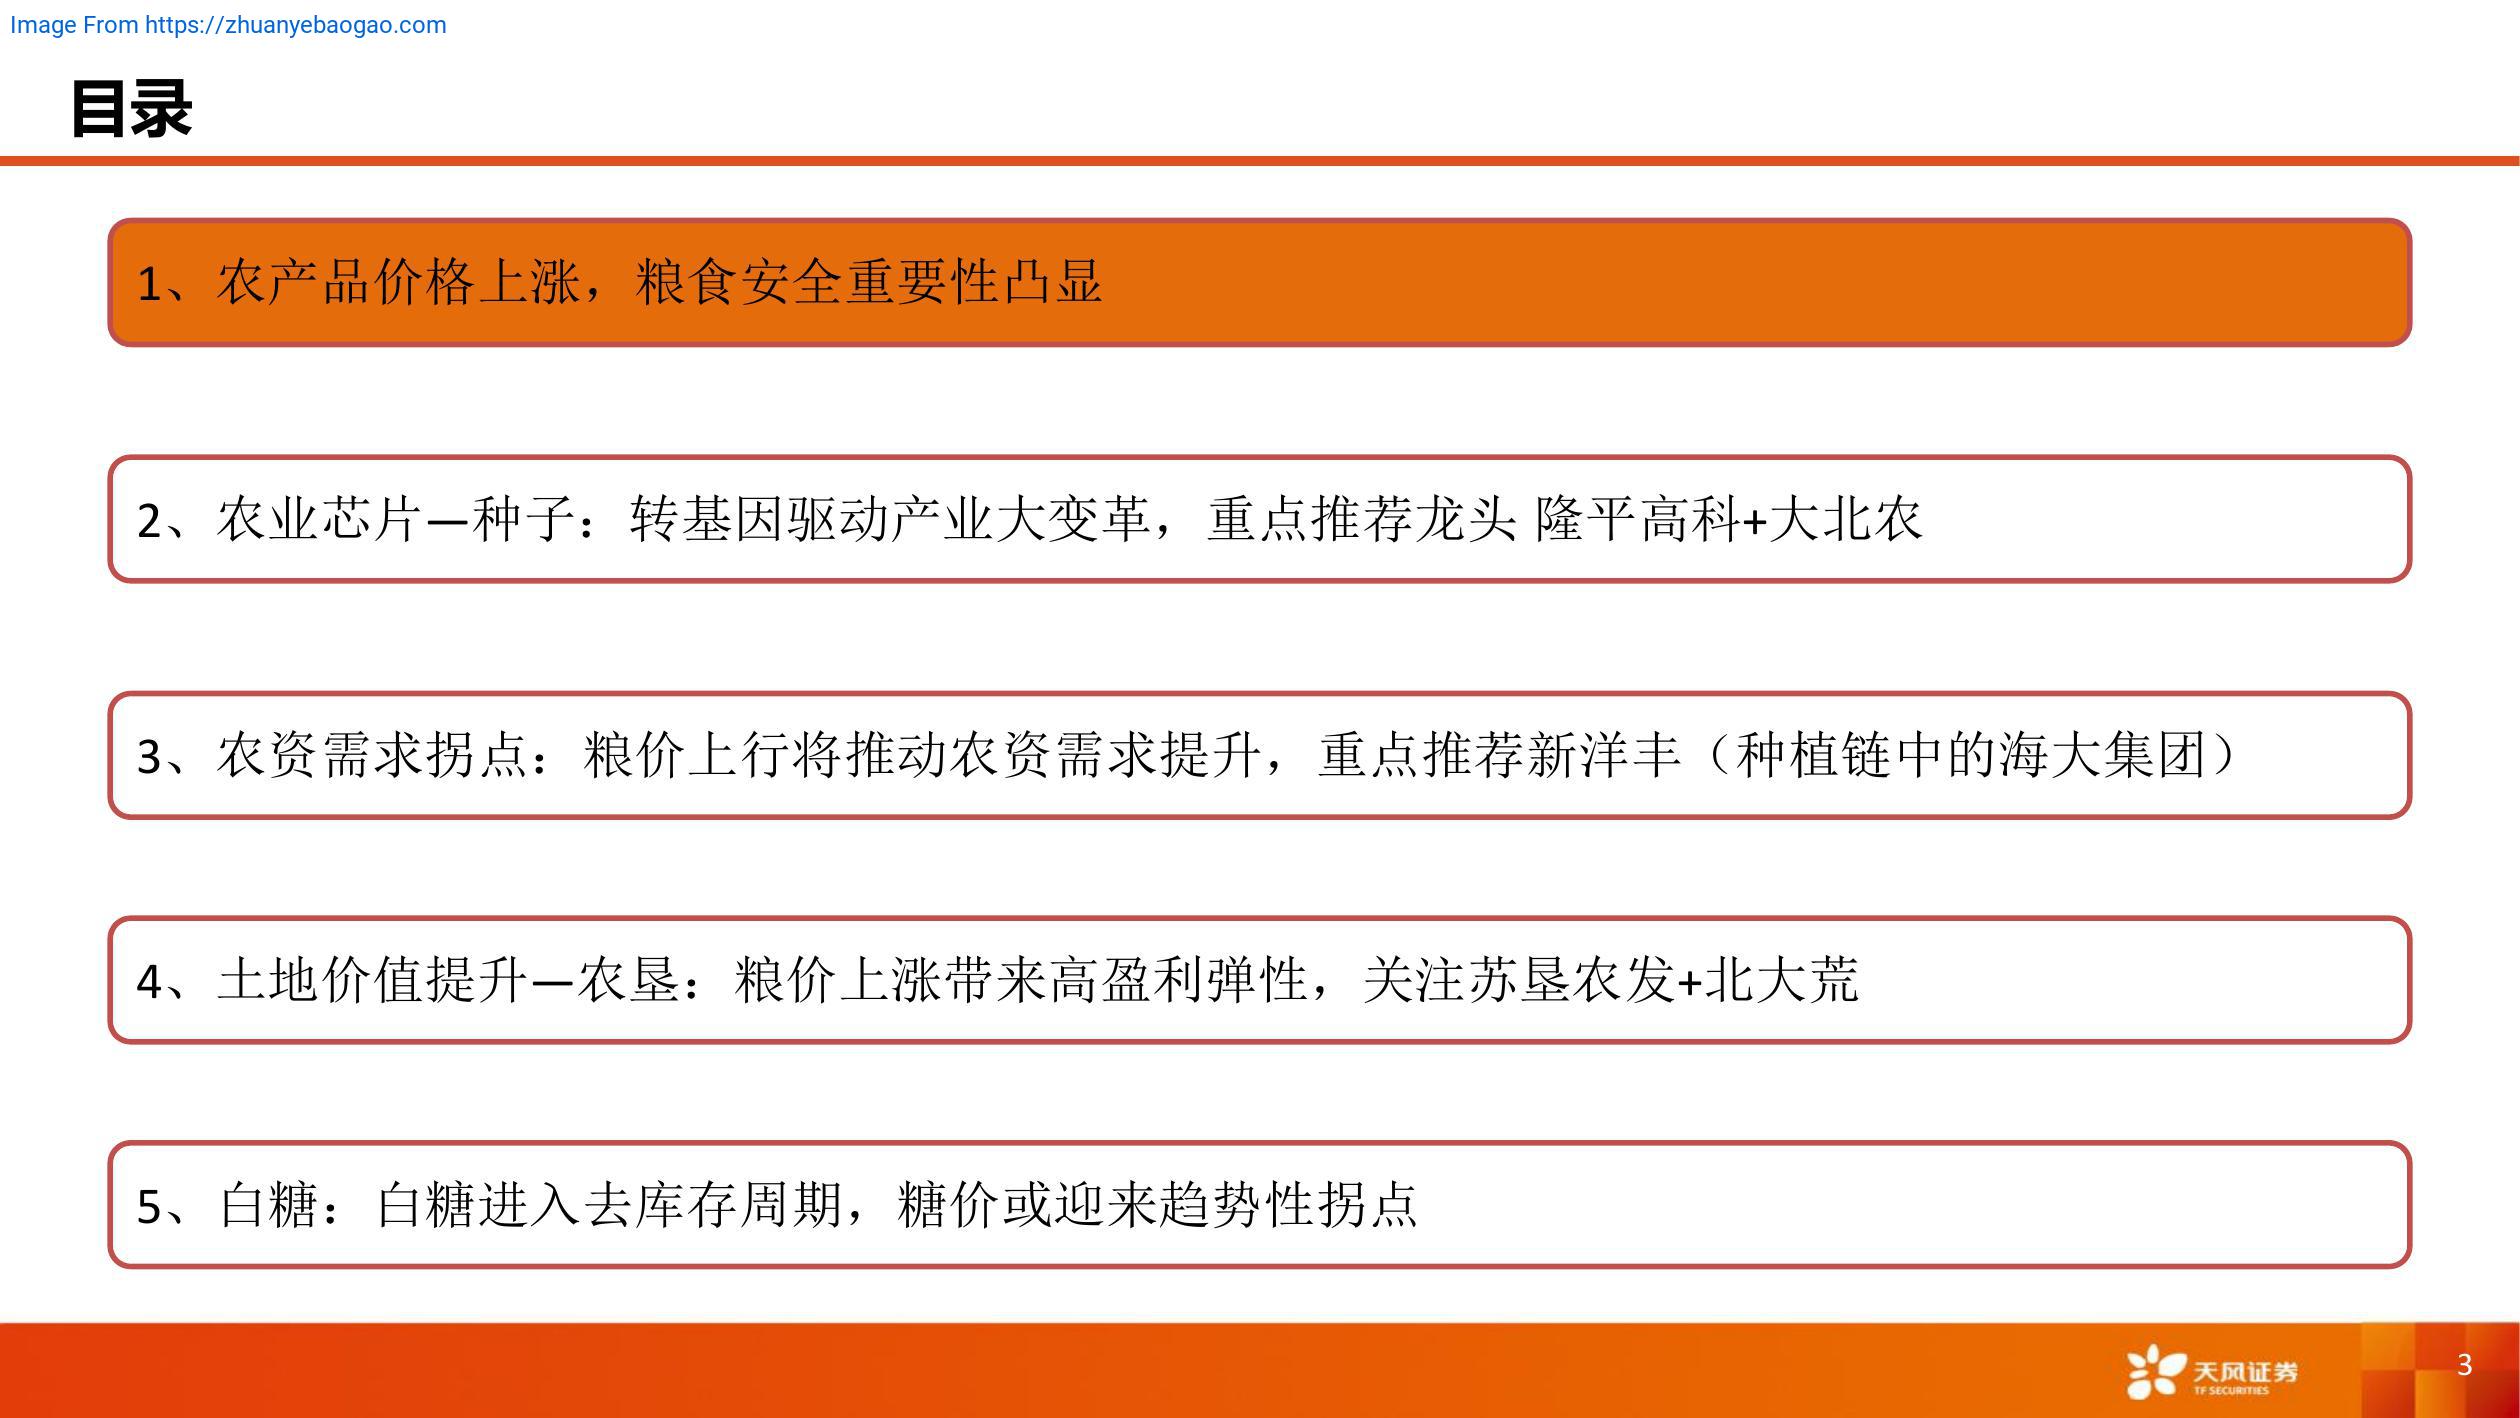 Image From https://zhuanyebaogao.com
目录
1、农产品价格上涨，粮食安全重要性凸显
2、农业芯片—种子：转基因驱动产业大变革，重点推荐龙头 隆平高科+大北农
3、农资需求拐点：粮价上行将推动农资需求提升，重点推荐新洋丰（种植链中的海大集团）
4、土地价值提升—农垦：粮价上涨带来高盈利弹性，关注苏垦农发+北大荒
5、白糖：白糖进入去库存周期，糖价或迎来趋势性拐点
天风证券
TF SECURITIES
3